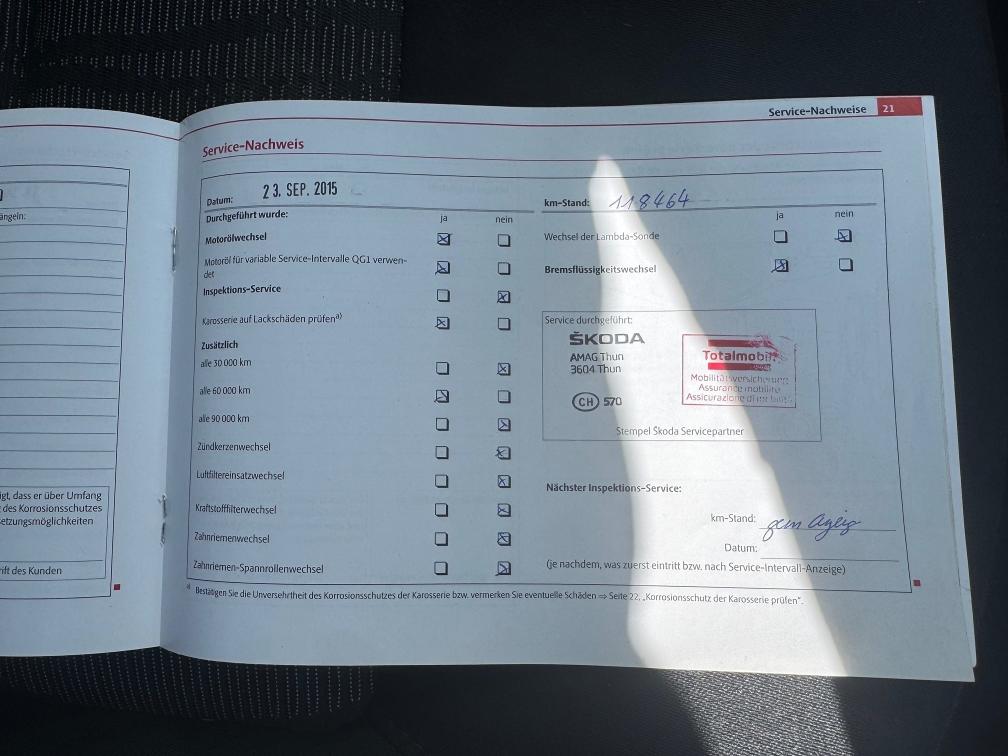 Service-Nachweise 21
Service-Nachweis
Datum: 23. SEP. 2015
Durchgeführt wurde: ja nein
Motorölwechsel
Motoröl für variable Service-Intervalle QG1 verwen-
det
Inspektions-Service
Karosserie auf Lackschäden prüfen a)
Zusätzlich
alle 30 000 km
alle 60 000 km
alle 90 000 km
Zündkerzenwechsel
Luftfiltereinsatzwechsel
Kraftstofffilterwechsel
Zahnriemenwechsel
Zahnriemen-Spannrollenwechsel
km-Stand: 118464
ja nein
Wechsel der Lambda-Sonde
Bremsflüssigkeitswechsel
Service durchgeführt:
ŠKODA
AMAG Thun
3604 Thun
CH 570
Totalmobil!
Mobilitätsversicherung
Assurance mobilité
Assicurazione di mobilità
Stempel Škoda Servicepartner
Nächster Inspektions-Service:
km-Stand: gem
Datum:
(je nachdem, was zuerst eintritt bzw. nach Service-Intervall-Anzeige)
a) Bestätigen Sie die Unversehrtheit des Korrosionsschutzes der Karosserie bzw. vermerken Sie eventuelle Schäden ⇒ Seite 22, „Korrosionsschutz der Karosserie prüfen“.
ängeln:
igt, dass er über Umfang
des Korrosionsschutzes
etzungsmöglichkeiten
ift des Kunden